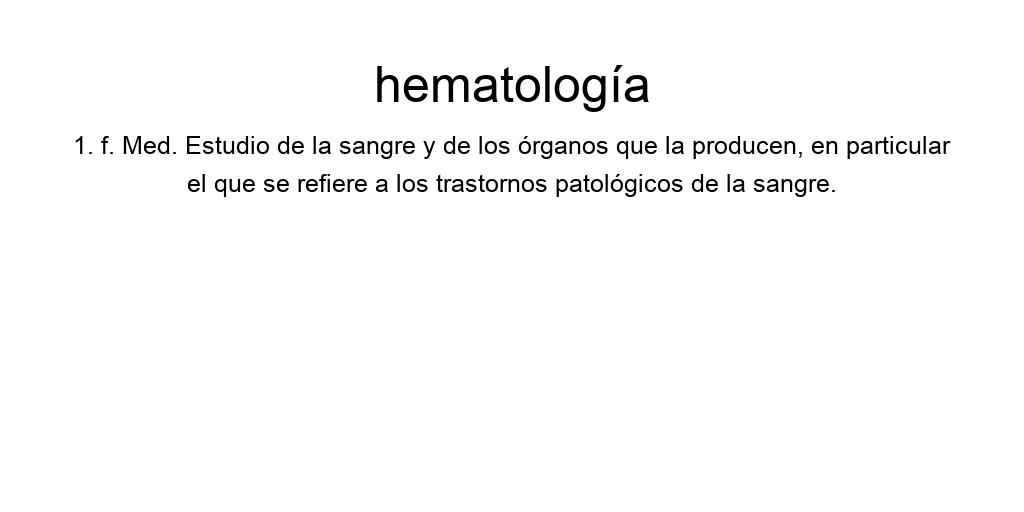 hematología
1. f. Med. Estudio de la sangre y de los órganos que la producen, en particular
el que se refiere a los trastornos patológicos de la sangre.